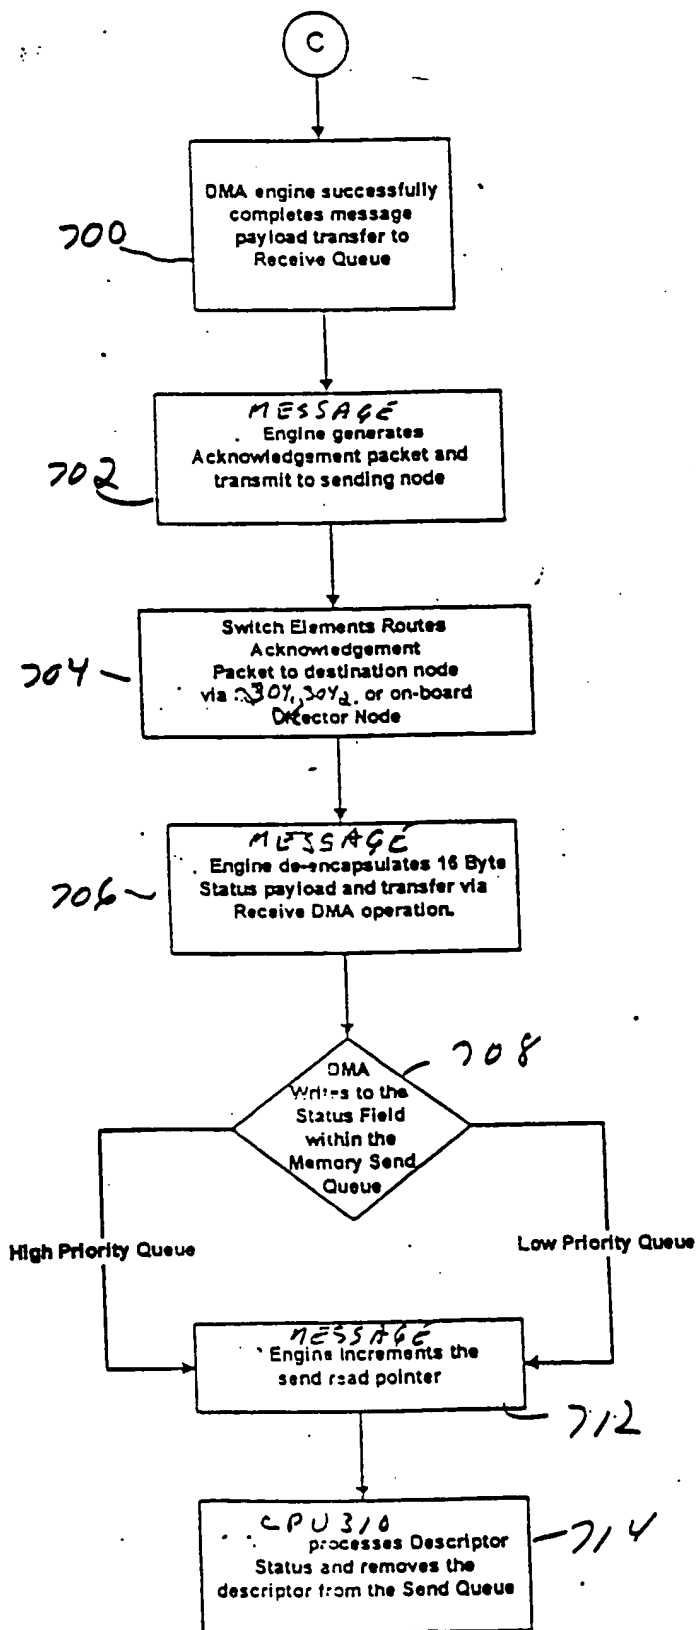 C
DMA engine successfully
completes message
payload transfer to
Receive Queue
700
MESSAGE
Engine generates
Acknowledgement packet and
transmit to sending node
702
Switch Elements Routes
Acknowledgement
Packet to destination node
via 304₁, 304₂, or on-board
Director Node
704
MESSAGE
Engine de-encapsulates 16 Byte
Status payload and transfer via
Receive DMA operation.
706
708
DMA
Writes to the
Status Field
within the
Memory Send
Queue
High Priority Queue
Low Priority Queue
MESSAGE
Engine increments the
send read pointer
712
CPU 310
processes Descriptor
Status and removes the
descriptor from the Send Queue
714